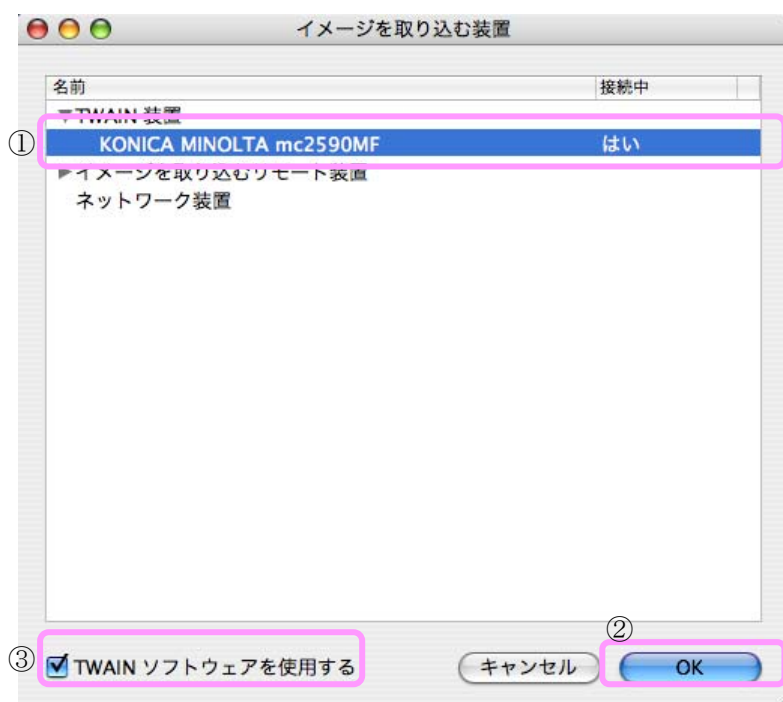 イメージを取り込む装置
名前 接続中
▼TWAIN 装置
① KONICA MINOLTA mc2590MF はい
▶イメージを取り込むリモート装置
ネットワーク装置
②
③ TWAIN ソフトウェアを使用する キャンセル OK